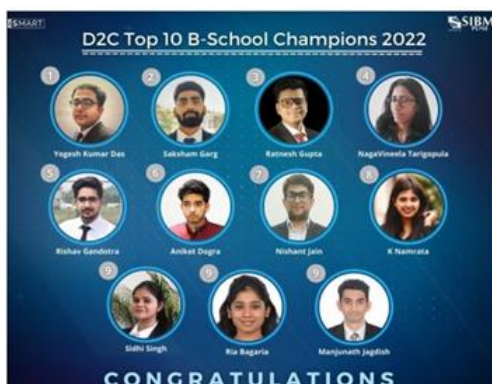 SMART
SIBM
PUNE
D2C Top 10 B-School Champions 2022
1
2
3
4
Yogesh Kumar Das
Saksham Garg
Ratnesh Gupta
NagaVineela Tarigopula
5
6
7
8
Rishav Gandotra
Aniket Dogra
Nishant Jain
K Namrata
9
9
9
Sidhi Singh
Ria Bagaria
Manjunath Jagdish
CONGRATULATIONS